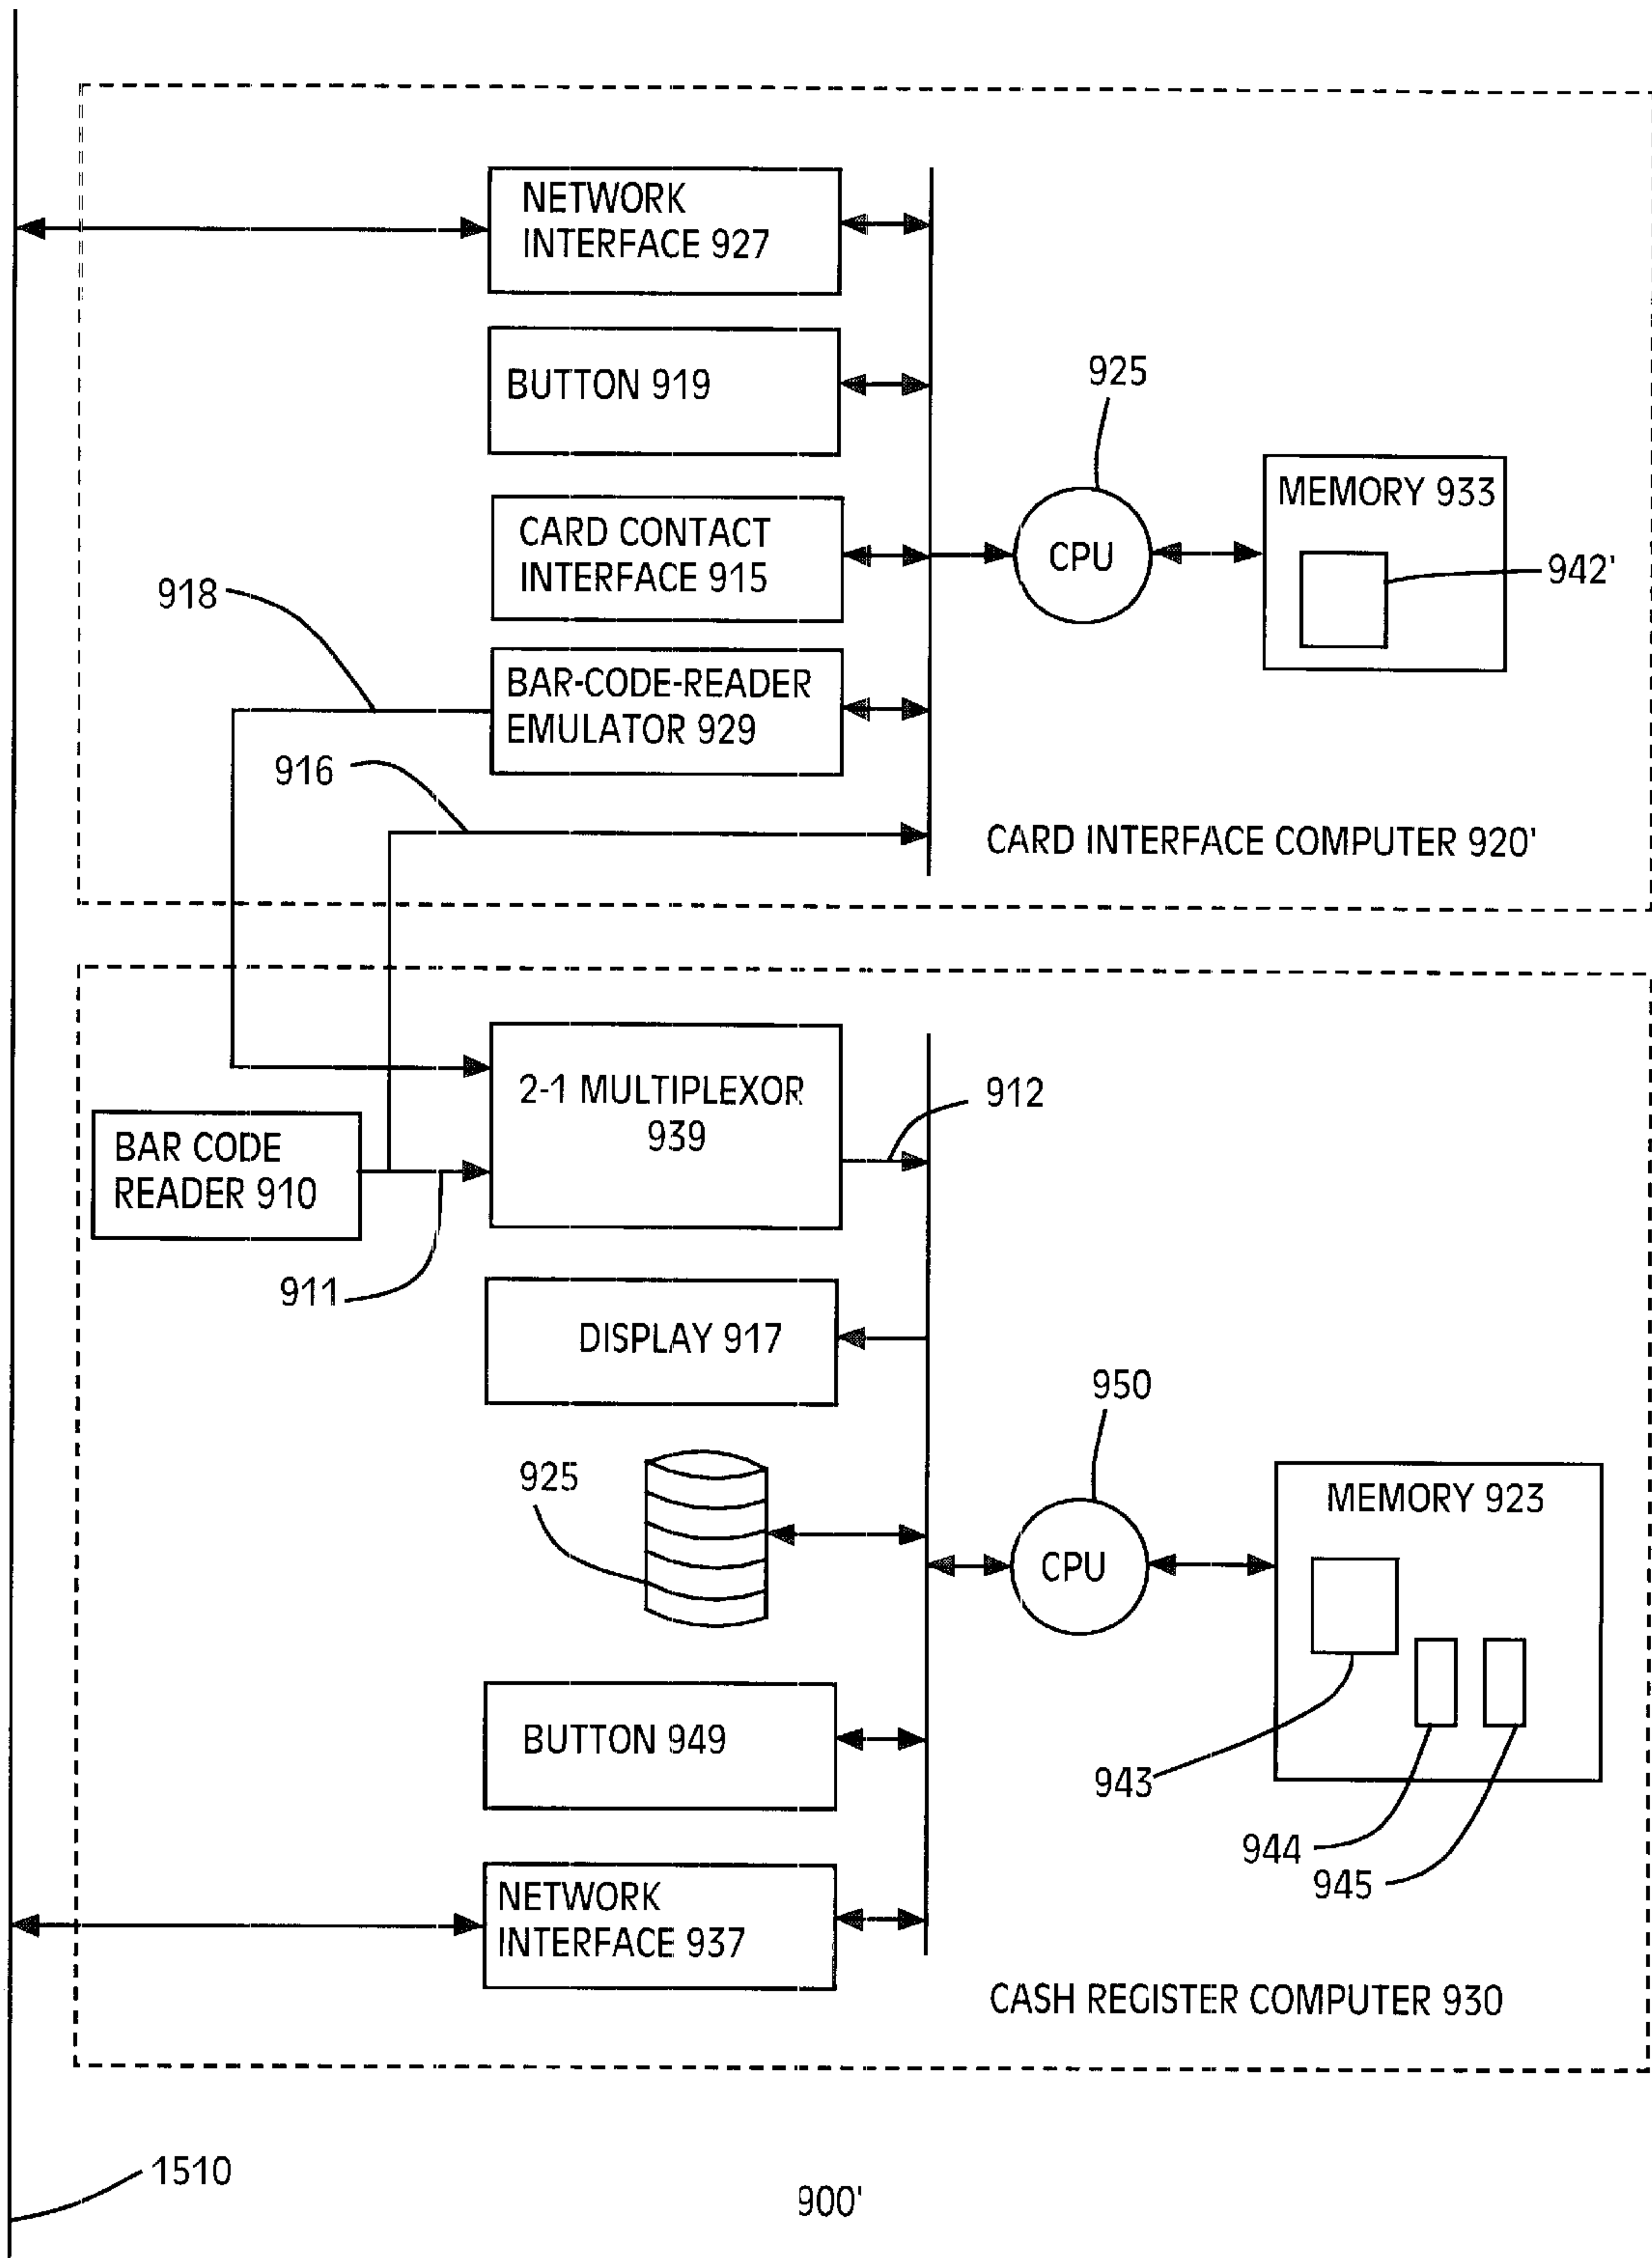 NETWORK
INTERFACE 927
BUTTON 919
925
CARD CONTACT
INTERFACE 915
CPU
MEMORY 933
942'
918
BAR-CODE-READER
EMULATOR 929
916
CARD INTERFACE COMPUTER 920'
2-1 MULTIPLEXOR
939
912
BAR CODE
READER 910
911
DISPLAY 917
950
925
CPU
MEMORY 923
BUTTON 949
943
944
945
NETWORK
INTERFACE 937
CASH REGISTER COMPUTER 930
1510
900'